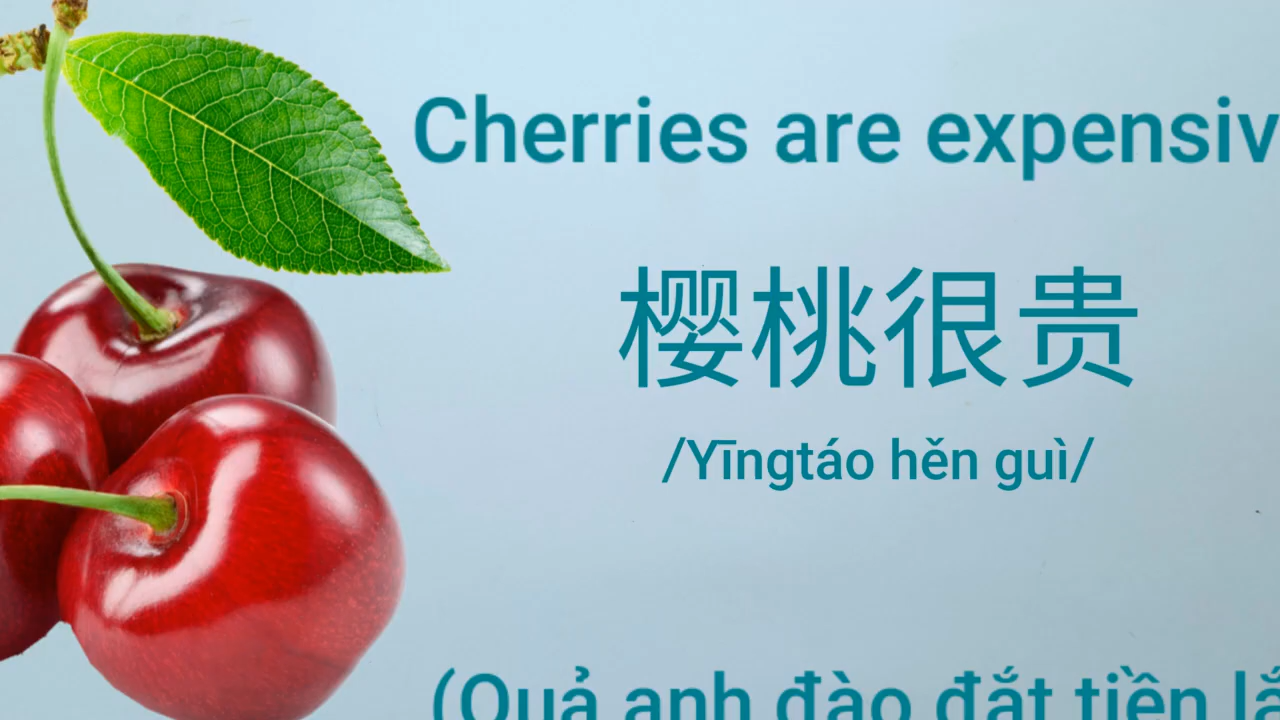 Cherries are expensiv
樱桃很贵
/Yīngtáo hěn guì/
(Quả anh đào đắt tiền lắ